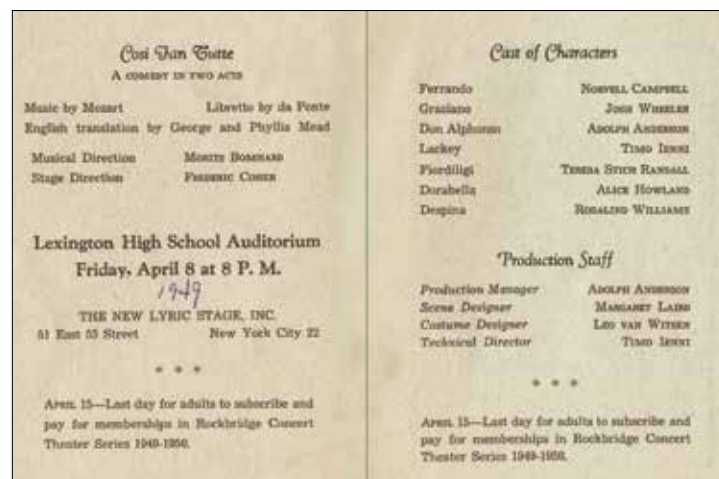 Cosi Fan Tutte
A COMEDY IN TWO ACTS
Music by Mozart Libretto by da Ponte
English translation by George and Phyllis Mead
Musical Direction MORITZ BOMHARD
Stage Direction FREDERIC COHEN
Lexington High School Auditorium
Friday, April 8 at 8 P. M.
1949
THE NEW LYRIC STAGE, INC.
51 East 53 Street New York City 22
* * *
APRIL 15—Last day for adults to subscribe and
pay for memberships in Rockbridge Concert
Theater Series 1949-1950.
Cast of Characters
Ferrando NORVELL CAMPBELL
Graziano JOSH WHEELER
Don Alphonso ADOLPH ANDERSON
Lackey TIMO IENNI
Fiordiligi TERESA STICH RANDALL
Dorabella ALICE HOWLAND
Despina ROSALIND WILLIAMS
Production Staff
Production Manager ADOLPH ANDERSON
Scene Designer MARGARET LAIRD
Costume Designer LEO VAN WITSEN
Technical Director TIMO IENNI
* * *
APRIL 15—Last day for adults to subscribe and
pay for memberships in Rockbridge Concert
Theater Series 1949-1950.